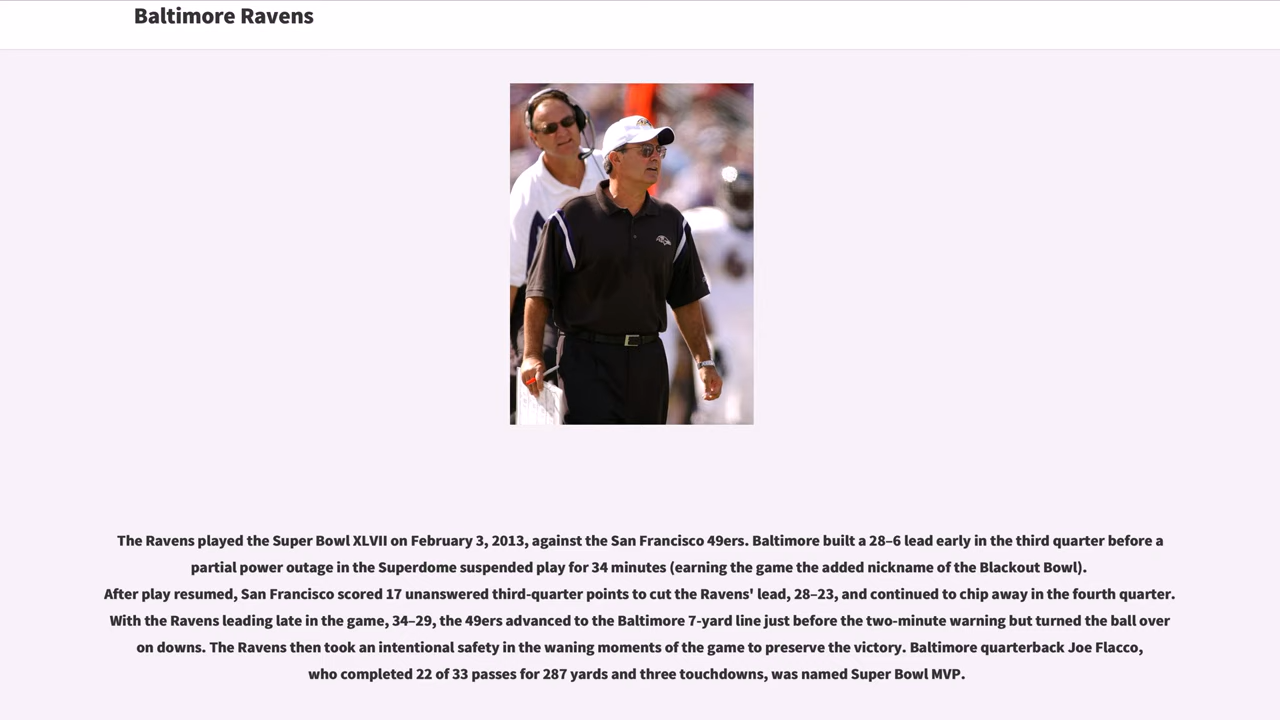 Baltimore Ravens
The Ravens played the Super Bowl XLVII on February 3, 2013, against the San Francisco 49ers. Baltimore built a 28–6 lead early in the third quarter before a
partial power outage in the Superdome suspended play for 34 minutes (earning the game the added nickname of the Blackout Bowl).
After play resumed, San Francisco scored 17 unanswered third-quarter points to cut the Ravens' lead, 28–23, and continued to chip away in the fourth quarter.
With the Ravens leading late in the game, 34–29, the 49ers advanced to the Baltimore 7-yard line just before the two-minute warning but turned the ball over
on downs. The Ravens then took an intentional safety in the waning moments of the game to preserve the victory. Baltimore quarterback Joe Flacco,
who completed 22 of 33 passes for 287 yards and three touchdowns, was named Super Bowl MVP.